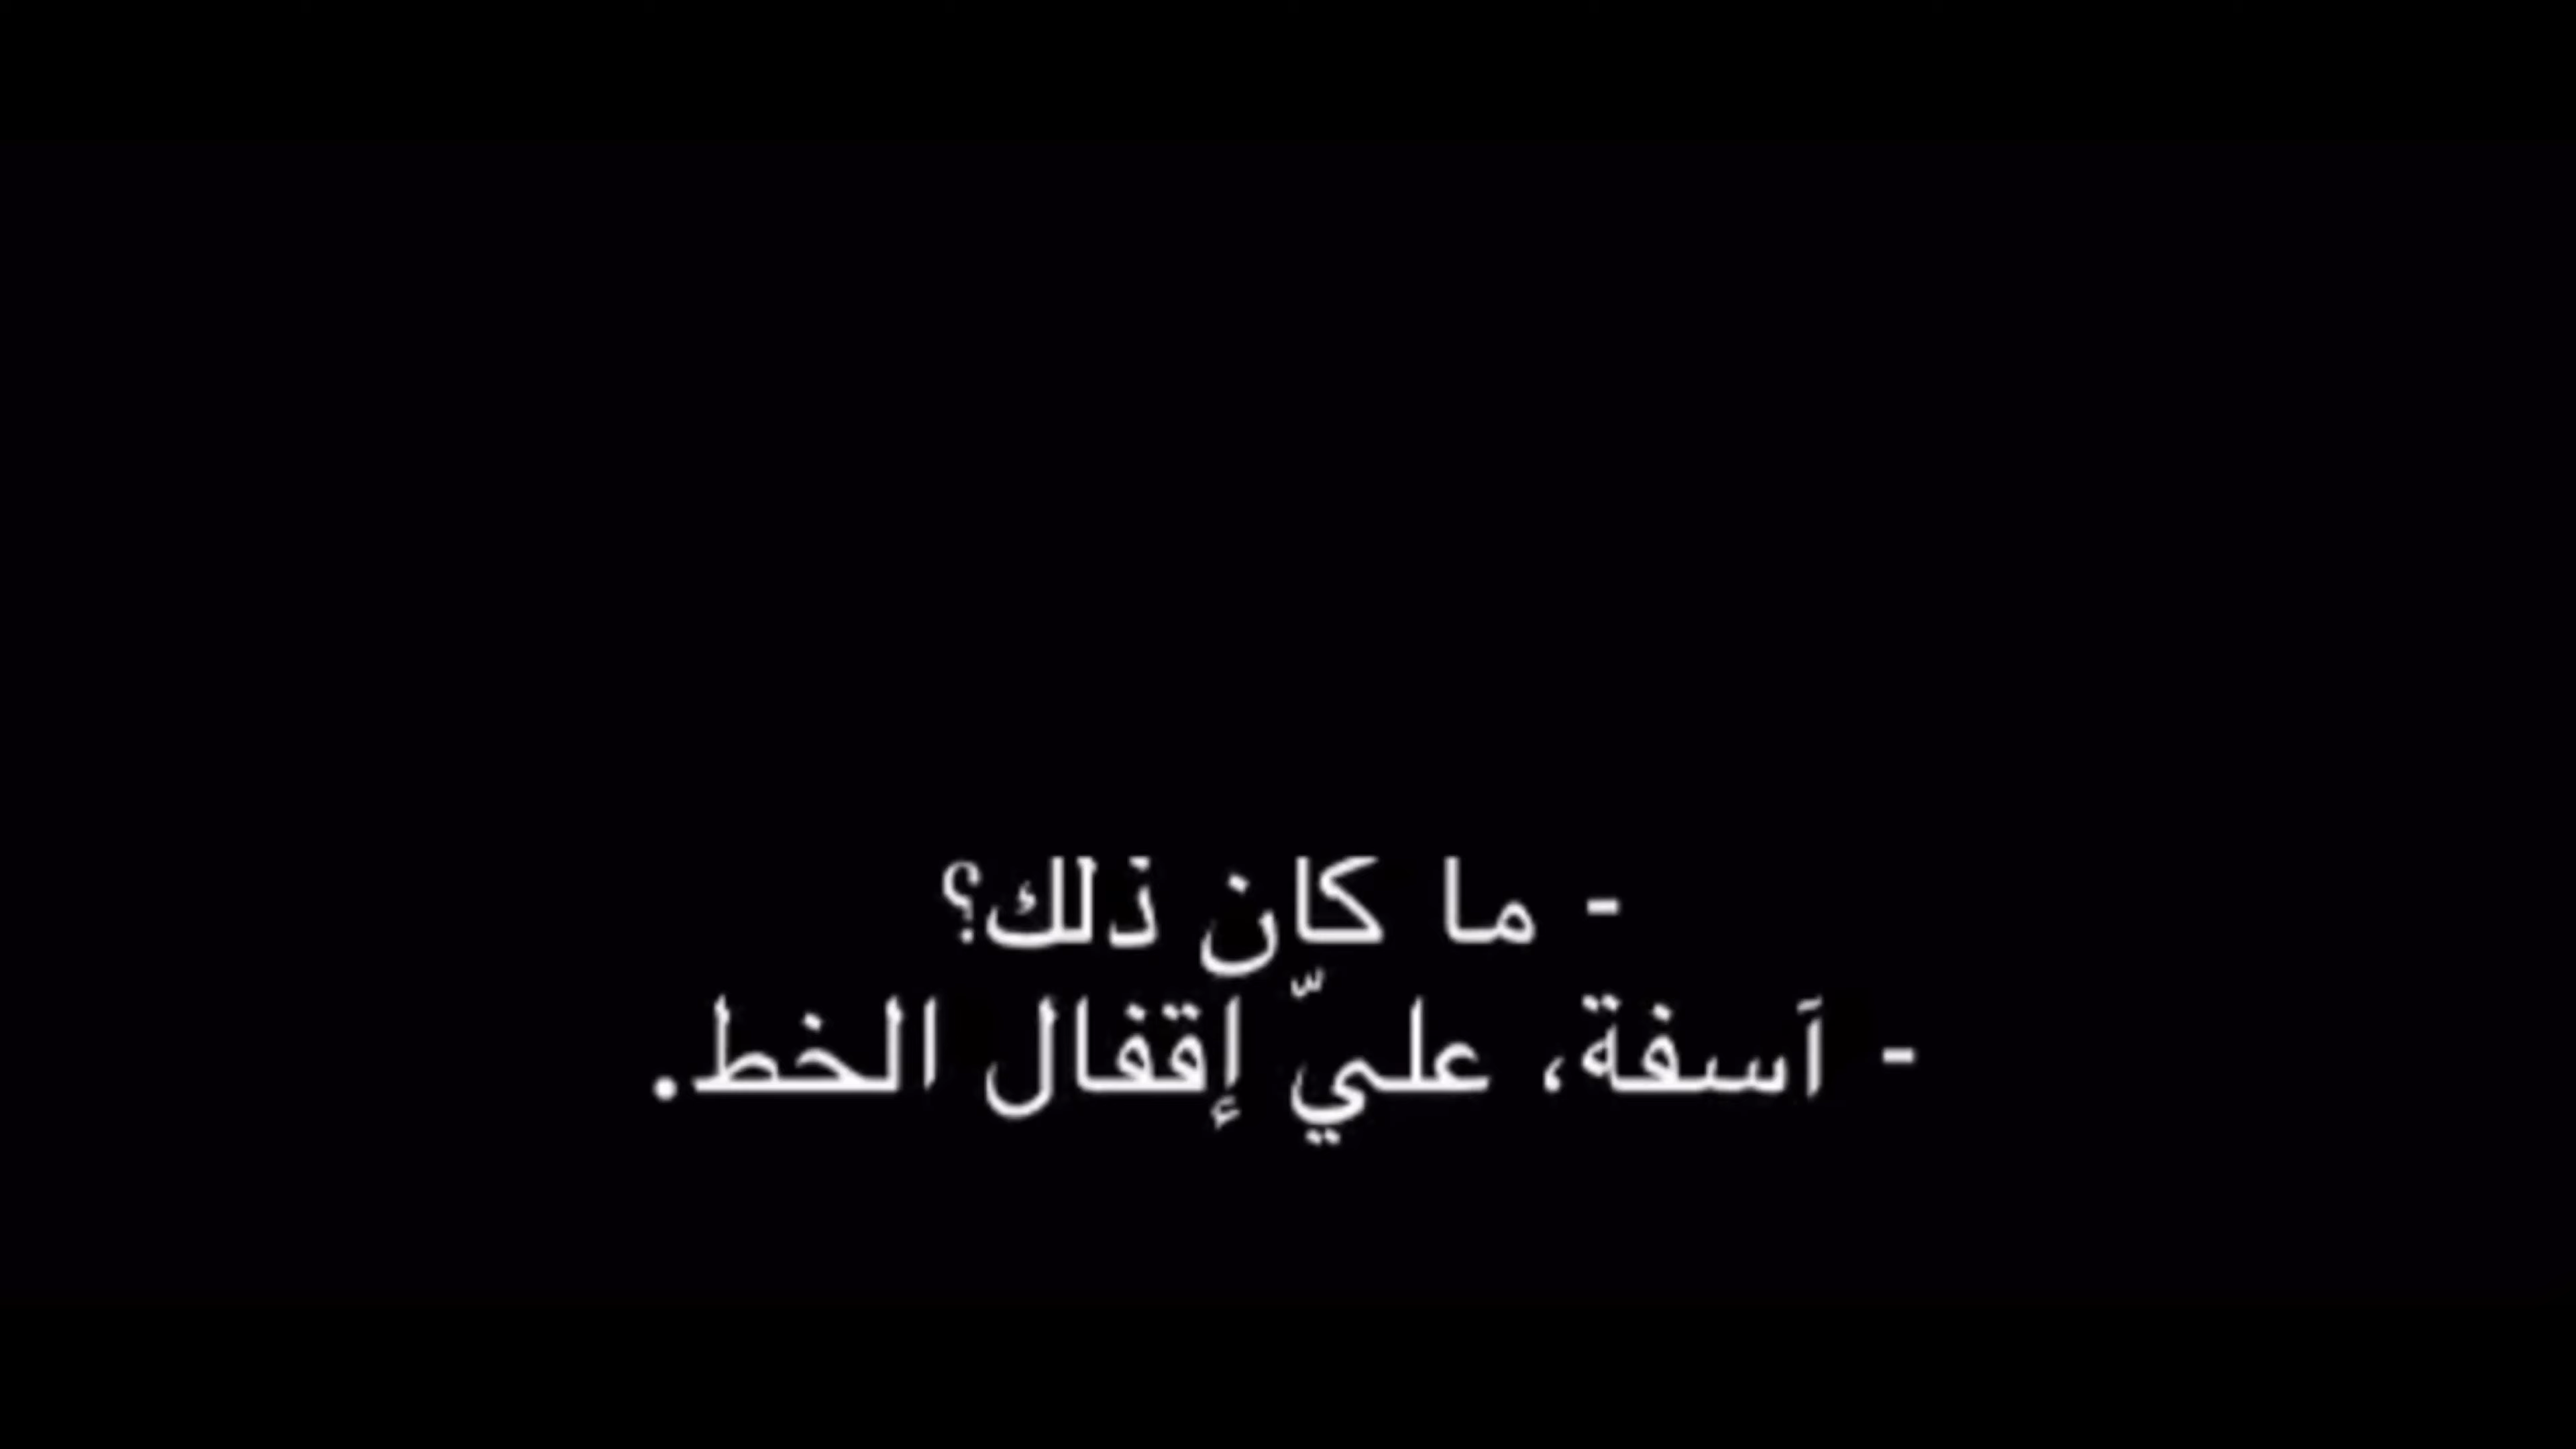 - ما كان ذلك؟
- آسفة، عليّ إقفال الخط.